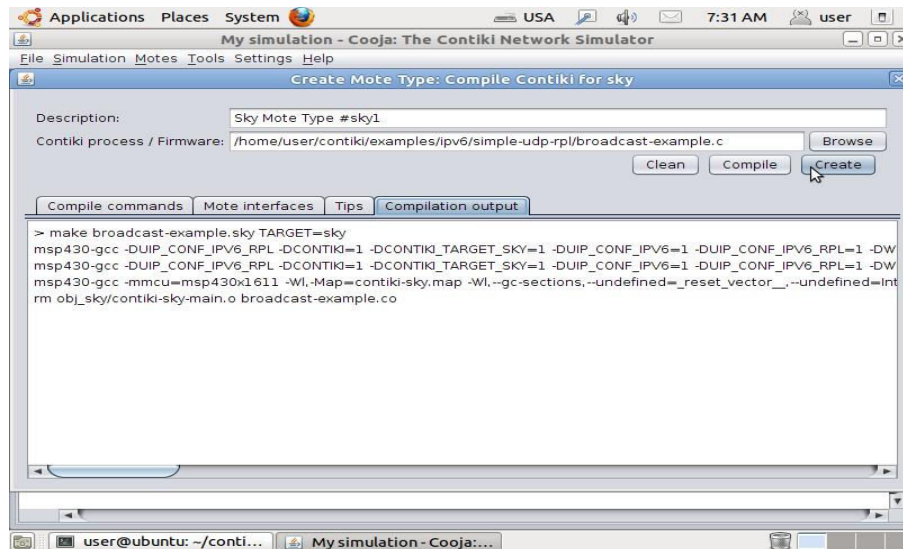 Applications Places System USA 7:31 AM user
My simulation - Cooja: The Contiki Network Simulator
File Simulation Motes Tools Settings Help
Create Mote Type: Compile Contiki for sky
Description: Sky Mote Type #sky1
Contiki process / Firmware: /home/user/contiki/examples/ipv6/simple-udp-rpl/broadcast-example.c Browse
Clean Compile Create
Compile commands Mote interfaces Tips Compilation output
> make broadcast-example.sky TARGET=sky
msp430-gcc -DUIP_CONF_IPV6_RPL -DCONTIKI=1 -DCONTIKI_TARGET_SKY=1 -DUIP_CONF_IPV6=1 -DUIP_CONF_IPV6_RPL=1 -DW
msp430-gcc -DUIP_CONF_IPV6_RPL -DCONTIKI=1 -DCONTIKI_TARGET_SKY=1 -DUIP_CONF_IPV6=1 -DUIP_CONF_IPV6_RPL=1 -DW
msp430-gcc -mmcu=msp430x1611 -Wl,-Map=contiki-sky.map -Wl,--gc-sections,--undefined=_reset_vector__,--undefined=Int
rm obj_sky/contiki-sky-main.o broadcast-example.co
user@ubuntu: ~/conti... My simulation - Cooja:...